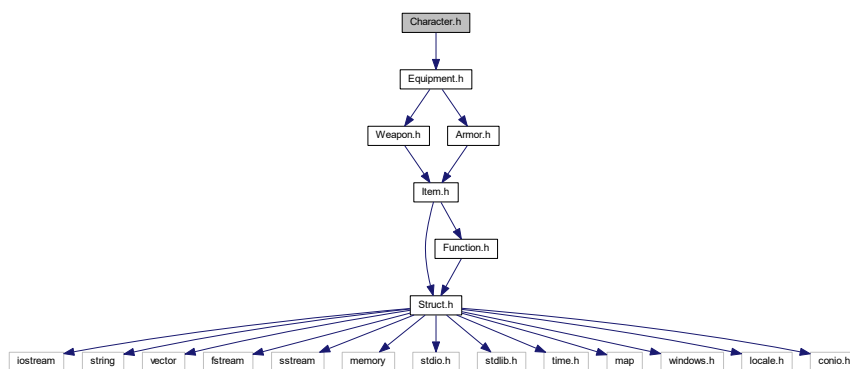 Character.h
Equipment.h
Weapon.h
Armor.h
Item.h
Function.h
Struct.h
iostream
string
vector
fstream
sstream
memory
stdio.h
stdlib.h
time.h
map
windows.h
locale.h
conio.h